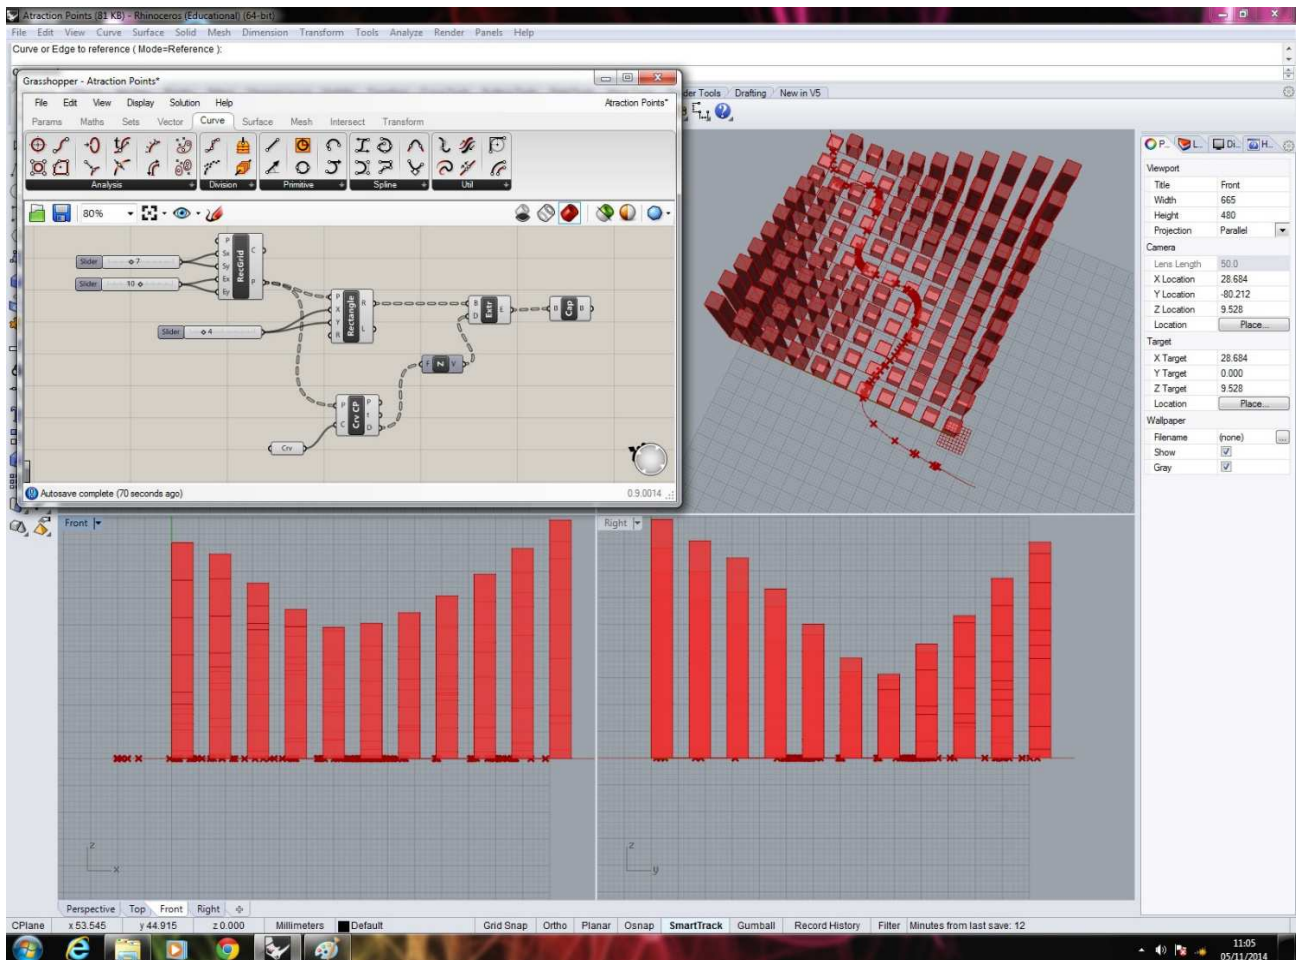 Atraction Points (81 KB) - Rhinoceros (Educational) (64-bit)
File Edit View Curve Surface Solid Mesh Dimension Transform Tools Analyze Render Panels Help
Curve or Edge to reference ( Mode=Reference ):
Grasshopper - Atraction Points*
der Tools Drafting New in V5
File Edit View Display Solution Help Atraction Points*
Params Maths Sets Vector Curve Surface Mesh Intersect Transform
Analysis Division Primitive Spline Util
80%
Slider 7
Slider 10
Slider 4
P Sx Sy Ex Ey RecGrid C P
P X Y R Rectangle R L
B D Extr E
B Cap B
F Z V
P C Crv CP P t D
Crv
Autosave complete (70 seconds ago) 0.9.0014
P... L... Di... H...
Viewport
Title Front
Width 665
Height 480
Projection Parallel
Camera
Lens Length 50.0
X Location 28.684
Y Location -80.212
Z Location 9.528
Location Place...
Target
X Target 28.684
Y Target 0.000
Z Target 9.528
Location Place...
Wallpaper
Filename (none) ...
Show
Gray
Front
Right
z
x
z
y
Perspective Top Front Right
CPlane x 53.545 y 44.915 z 0.000 Millimeters Default Grid Snap Ortho Planar Osnap SmartTrack Gumball Record History Filter Minutes from last save: 12
11:05
05/11/2014